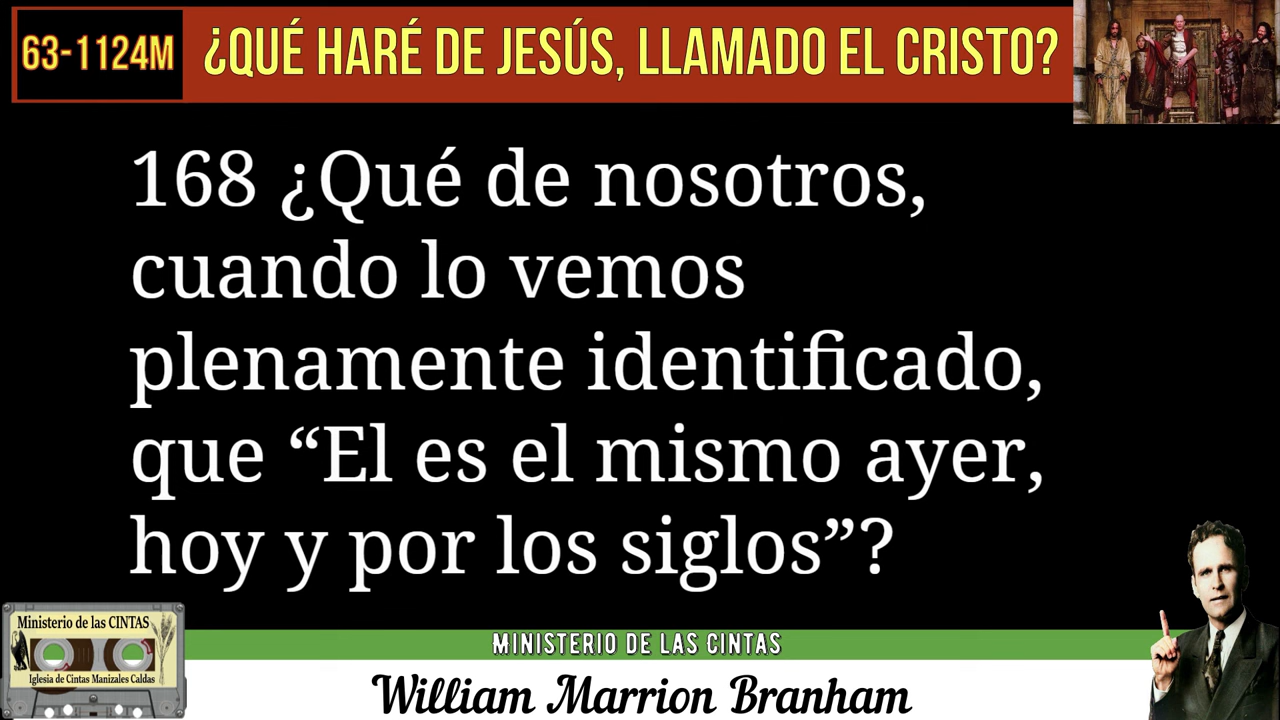 63-1124M
¿QUÉ HARÉ DE JESÚS, LLAMADO EL CRISTO?
168 ¿Qué de nosotros,
cuando lo vemos
plenamente identificado,
que “El es el mismo ayer,
hoy y por los siglos”?
Ministerio de las CINTAS
Iglesia de Cintas Manizales Caldas
MINISTERIO DE LAS CINTAS
William Marrion Branham